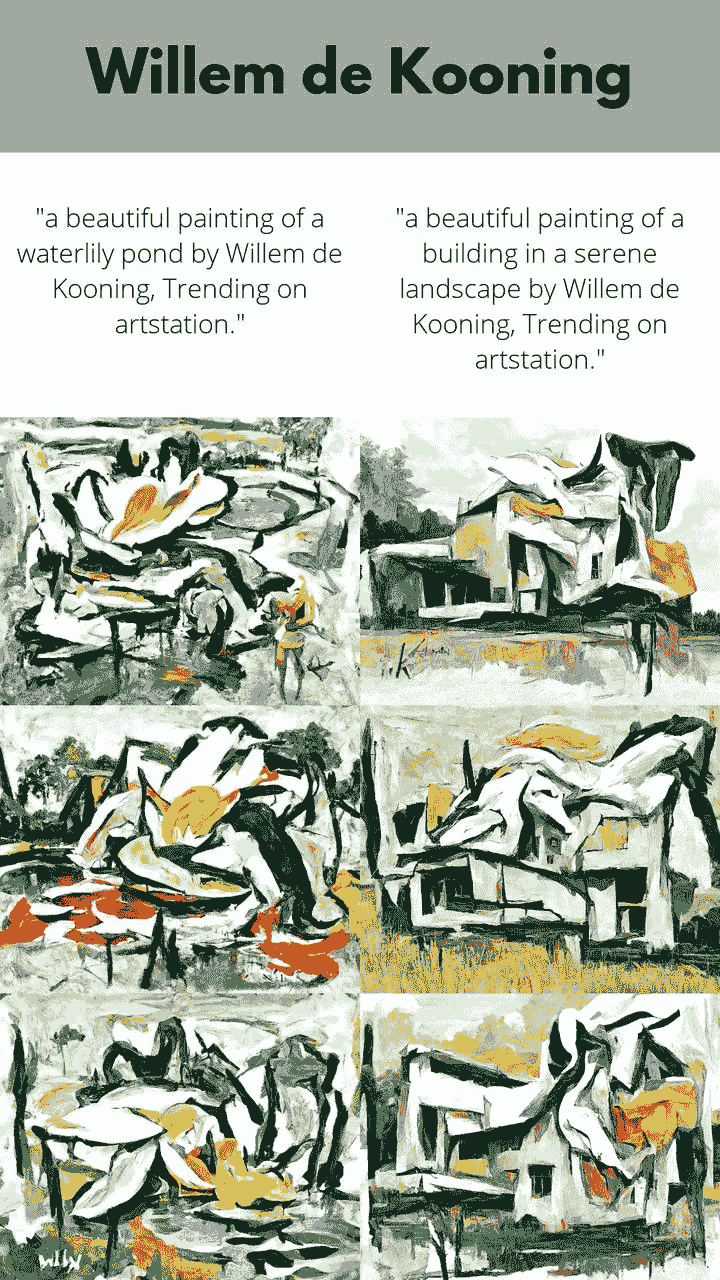 Willem de Kooning
"a beautiful painting of a
waterlily pond by Willem de
Kooning, Trending on
artstation."
"a beautiful painting of a
building in a serene
landscape by Willem de
Kooning, Trending on
artstation."